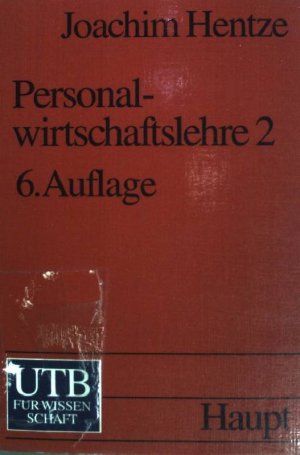 Joachim Hentze
Personal-
wirtschaftslehre 2
6. Auflage
UTB
FÜR WISSEN
SCHAFT
Haupt